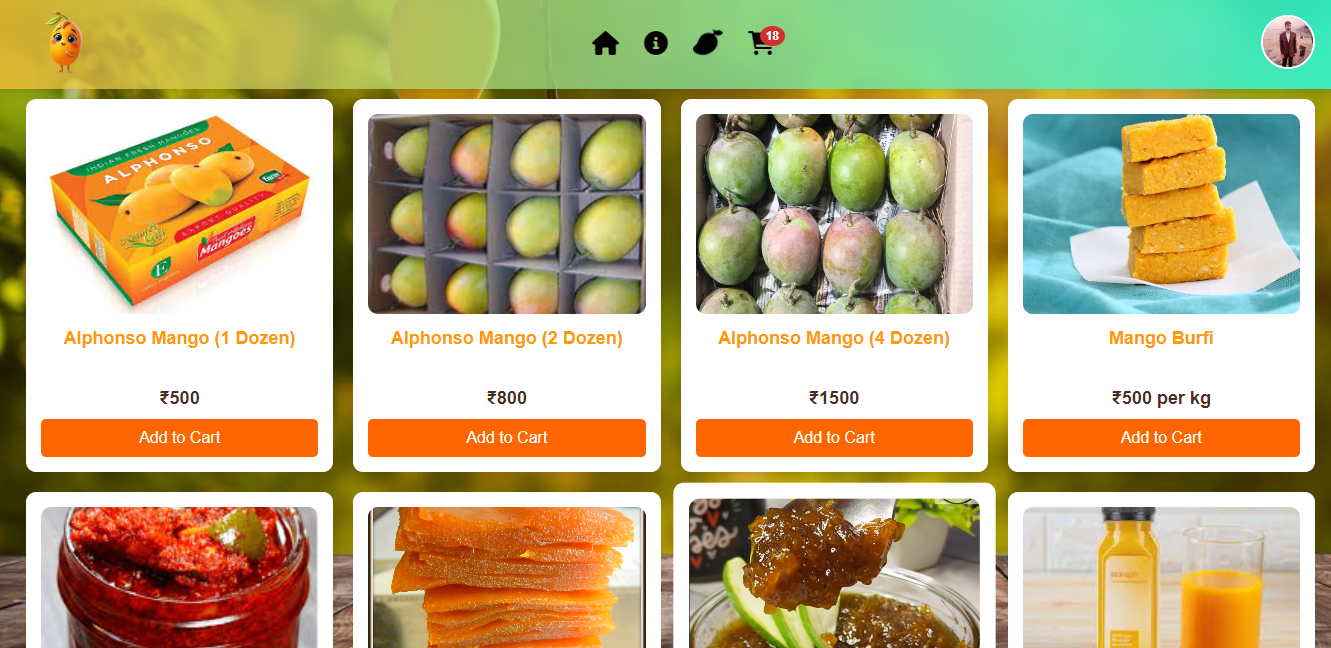 18
INDIAN FRESH MANGOES
ALPHONSO
EXPORT QUALITY
Mangoes
Alphonso Mango (1 Dozen)
Alphonso Mango (2 Dozen)
Alphonso Mango (4 Dozen)
Mango Burfi
₹500
₹800
₹1500
₹500 per kg
Add to Cart
Add to Cart
Add to Cart
Add to Cart